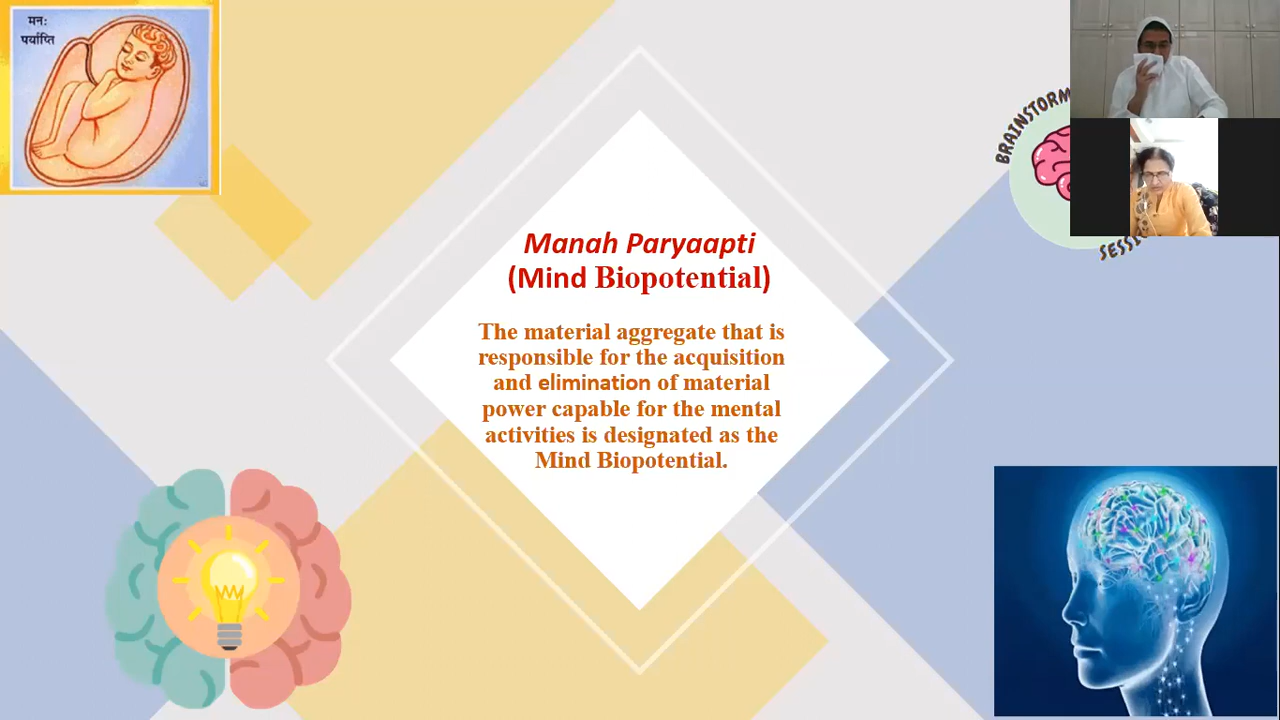 मनः
पर्याप्ति
BRAINSTORM
Manah Paryaapti
(Mind Biopotential)
The material aggregate that is
responsible for the acquisition
and elimination of material
power capable for the mental
activities is designated as the
Mind Biopotential.